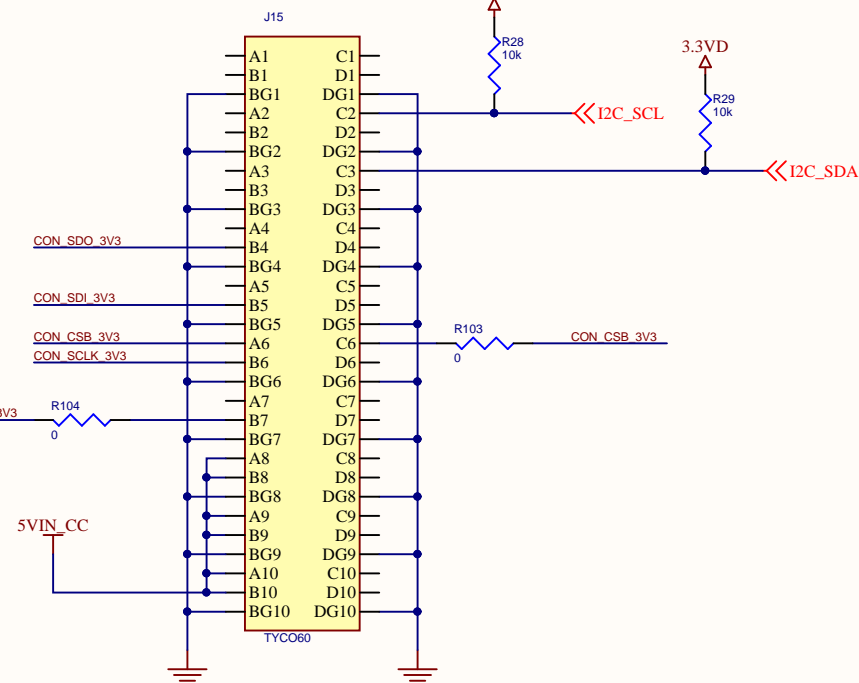 J15
R28
10k
3.3VD
R29
10k
A1 C1
B1 D1
BG1 DG1
A2 C2 I2C_SCL
B2 D2
BG2 DG2
A3 C3 I2C_SDA
B3 D3
BG3 DG3
A4 C4
CON_SDO_3V3 B4 D4
BG4 DG4
A5 C5
CON_SDI_3V3 B5 D5
BG5 DG5
CON_CSB_3V3 A6 C6 R103 0 CON_CSB_3V3
CON_SCLK_3V3 B6 D6
BG6 DG6
A7 C7
3V3 R104 0 B7 D7
BG7 DG7
A8 C8
B8 D8
BG8 DG8
A9 C9
5VIN_CC
B9 D9
BG9 DG9
A10 C10
B10 D10
BG10 DG10
TYCO60